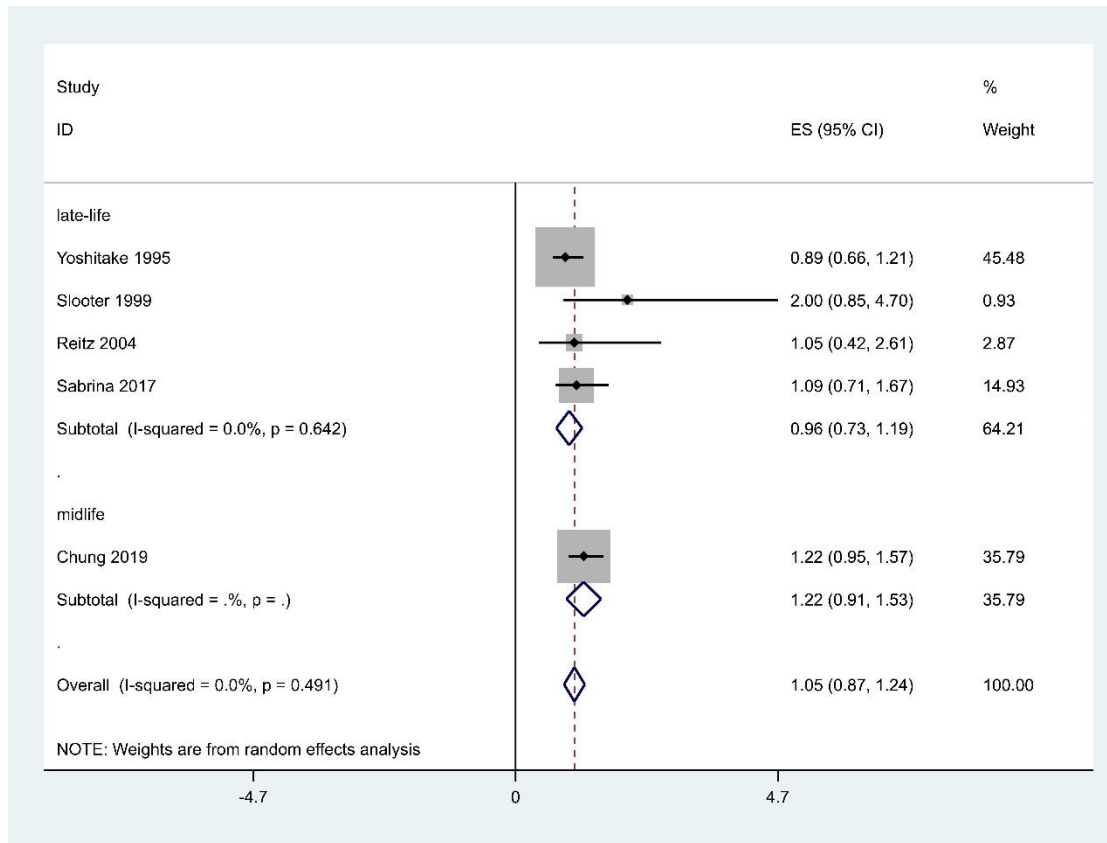 Study %
ID ES (95% CI) Weight
late-life
Yoshitake 1995 0.89 (0.66, 1.21) 45.48
Slooter 1999 2.00 (0.85, 4.70) 0.93
Reitz 2004 1.05 (0.42, 2.61) 2.87
Sabrina 2017 1.09 (0.71, 1.67) 14.93
Subtotal (I-squared = 0.0%, p = 0.642) 0.96 (0.73, 1.19) 64.21
.
midlife
Chung 2019 1.22 (0.95, 1.57) 35.79
Subtotal (I-squared = .%, p = .) 1.22 (0.91, 1.53) 35.79
.
Overall (I-squared = 0.0%, p = 0.491) 1.05 (0.87, 1.24) 100.00
NOTE: Weights are from random effects analysis
-4.7 0 4.7